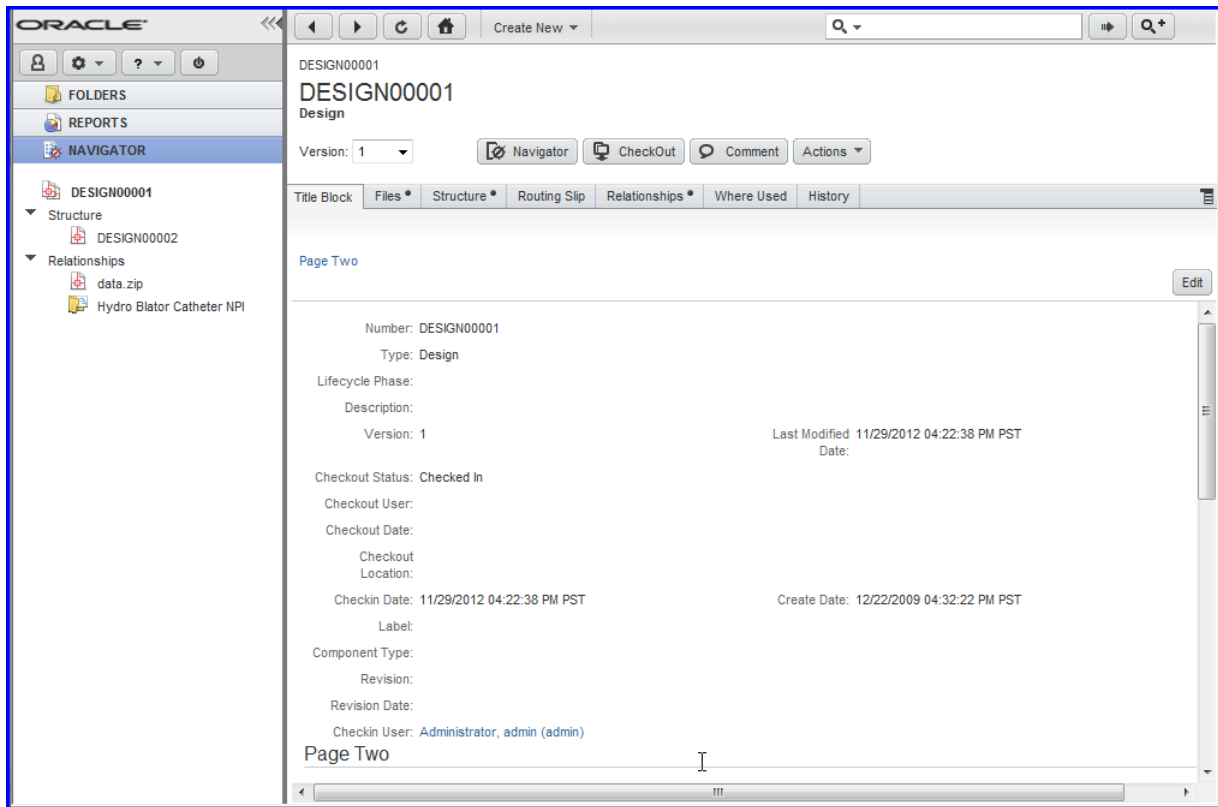 ORACLE
Create New
?
FOLDERS
REPORTS
NAVIGATOR
DESIGN00001
Structure
DESIGN00002
Relationships
data.zip
Hydro Blator Catheter NPI
DESIGN00001
DESIGN00001
Design
Version: 1
Navigator
CheckOut
Comment
Actions
Title Block
Files
Structure
Routing Slip
Relationships
Where Used
History
Page Two
Edit
Number: DESIGN00001
Type: Design
Lifecycle Phase:
Description:
Version: 1
Last Modified Date: 11/29/2012 04:22:38 PM PST
Checkout Status: Checked In
Checkout User:
Checkout Date:
Checkout
Location:
Checkin Date: 11/29/2012 04:22:38 PM PST
Create Date: 12/22/2009 04:32:22 PM PST
Label:
Component Type:
Revision:
Revision Date:
Checkin User: Administrator, admin (admin)
Page Two